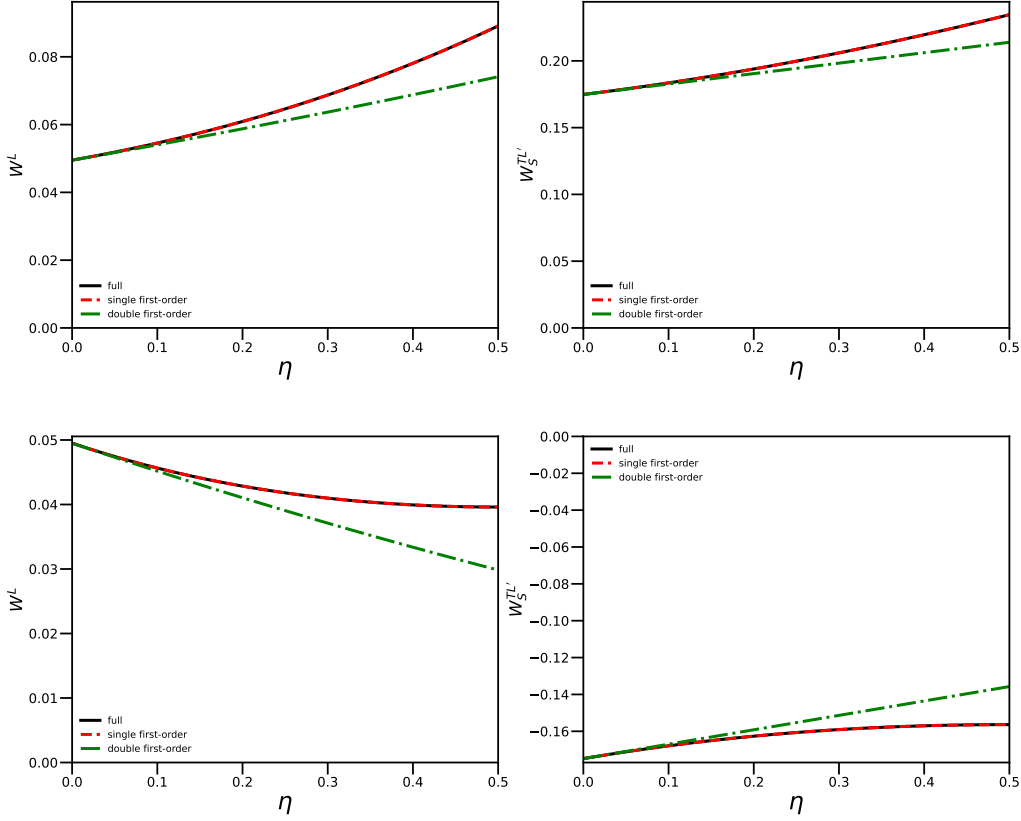 0.08
0.06
0.04
0.02
0.00
W^L
full
single first-order
double first-order
0.0 0.1 0.2 0.3 0.4 0.5
η
0.20
0.15
0.10
0.05
0.00
W_S^{TL'}
full
single first-order
double first-order
0.0 0.1 0.2 0.3 0.4 0.5
η
0.05
0.04
0.03
0.02
0.01
0.00
W^L
full
single first-order
double first-order
0.0 0.1 0.2 0.3 0.4 0.5
η
0.00
−0.02
−0.04
−0.06
−0.08
−0.10
−0.12
−0.14
−0.16
W_S^{TL'}
full
single first-order
double first-order
0.0 0.1 0.2 0.3 0.4 0.5
η